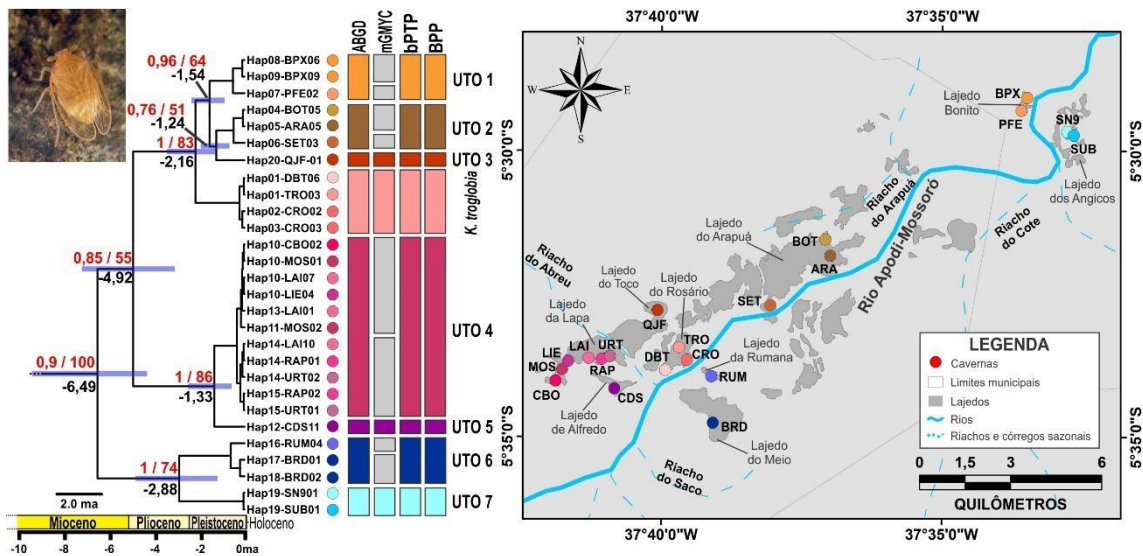 ABGD
mGMYC
bPTP
BPP
0,96 / 64
-1,54
0,76 / 51
-1,24
1 / 83
-2,16
0,85 / 55
-4,92
0,9 / 100
-6,49
1 / 86
-1,33
1 / 74
-2,88
Hap08-BPX06
Hap09-BPX09
Hap07-PFE02
Hap04-BOT05
Hap05-ARA05
Hap06-SET03
Hap20-QJF-01
Hap01-DBT06
Hap01-TRO03
Hap02-CRO02
Hap03-CRO03
Hap10-CBO02
Hap10-MOS01
Hap10-LAI07
Hap10-LIE04
Hap13-LAI01
Hap11-MOS02
Hap14-LAI10
Hap14-RAP01
Hap14-URT02
Hap15-RAP02
Hap15-URT01
Hap12-CDS11
Hap16-RUM04
Hap17-BRD01
Hap18-BRD02
Hap19-SN901
Hap19-SUB01
UTO 1
UTO 2
UTO 3
K. troglobia
UTO 4
UTO 5
UTO 6
UTO 7
2.0 ma
Mioceno
Plioceno
Pleistoceno
Holoceno
-10
-8
-6
-4
-2
0ma
37°40'0"S
37°35'0"S
5°30'0"S
5°35'0"S
N
W
E
S
BPX
Lajedo
Bonito
PFE
SN9
SUB
Lajedo
dos Angicos
Riacho
do Arapuá
Riacho
do Cote
Rio Apodi-Mossoró
Lajedo
do Arapuá
BOT
ARA
Riacho
do Abreu
Lajedo
do Toco
Lajedo
do Rosário
SET
QJF
Lajedo
da Lapa
TRO
LIE
LAI
URT
DBT
CRO
Lajedo
da Rumana
MOS
RAP
RUM
CBO
CDS
Lajedo
de Alfredo
BRD
Lajedo
do Meio
Riacho
do Saco
LEGENDA
Cavernas
Limites municipais
Lajedos
Rios
Riachos e córregos sazonais
0
1,5
3
6
QUILÔMETROS
37°40'0"S
37°35'0"S